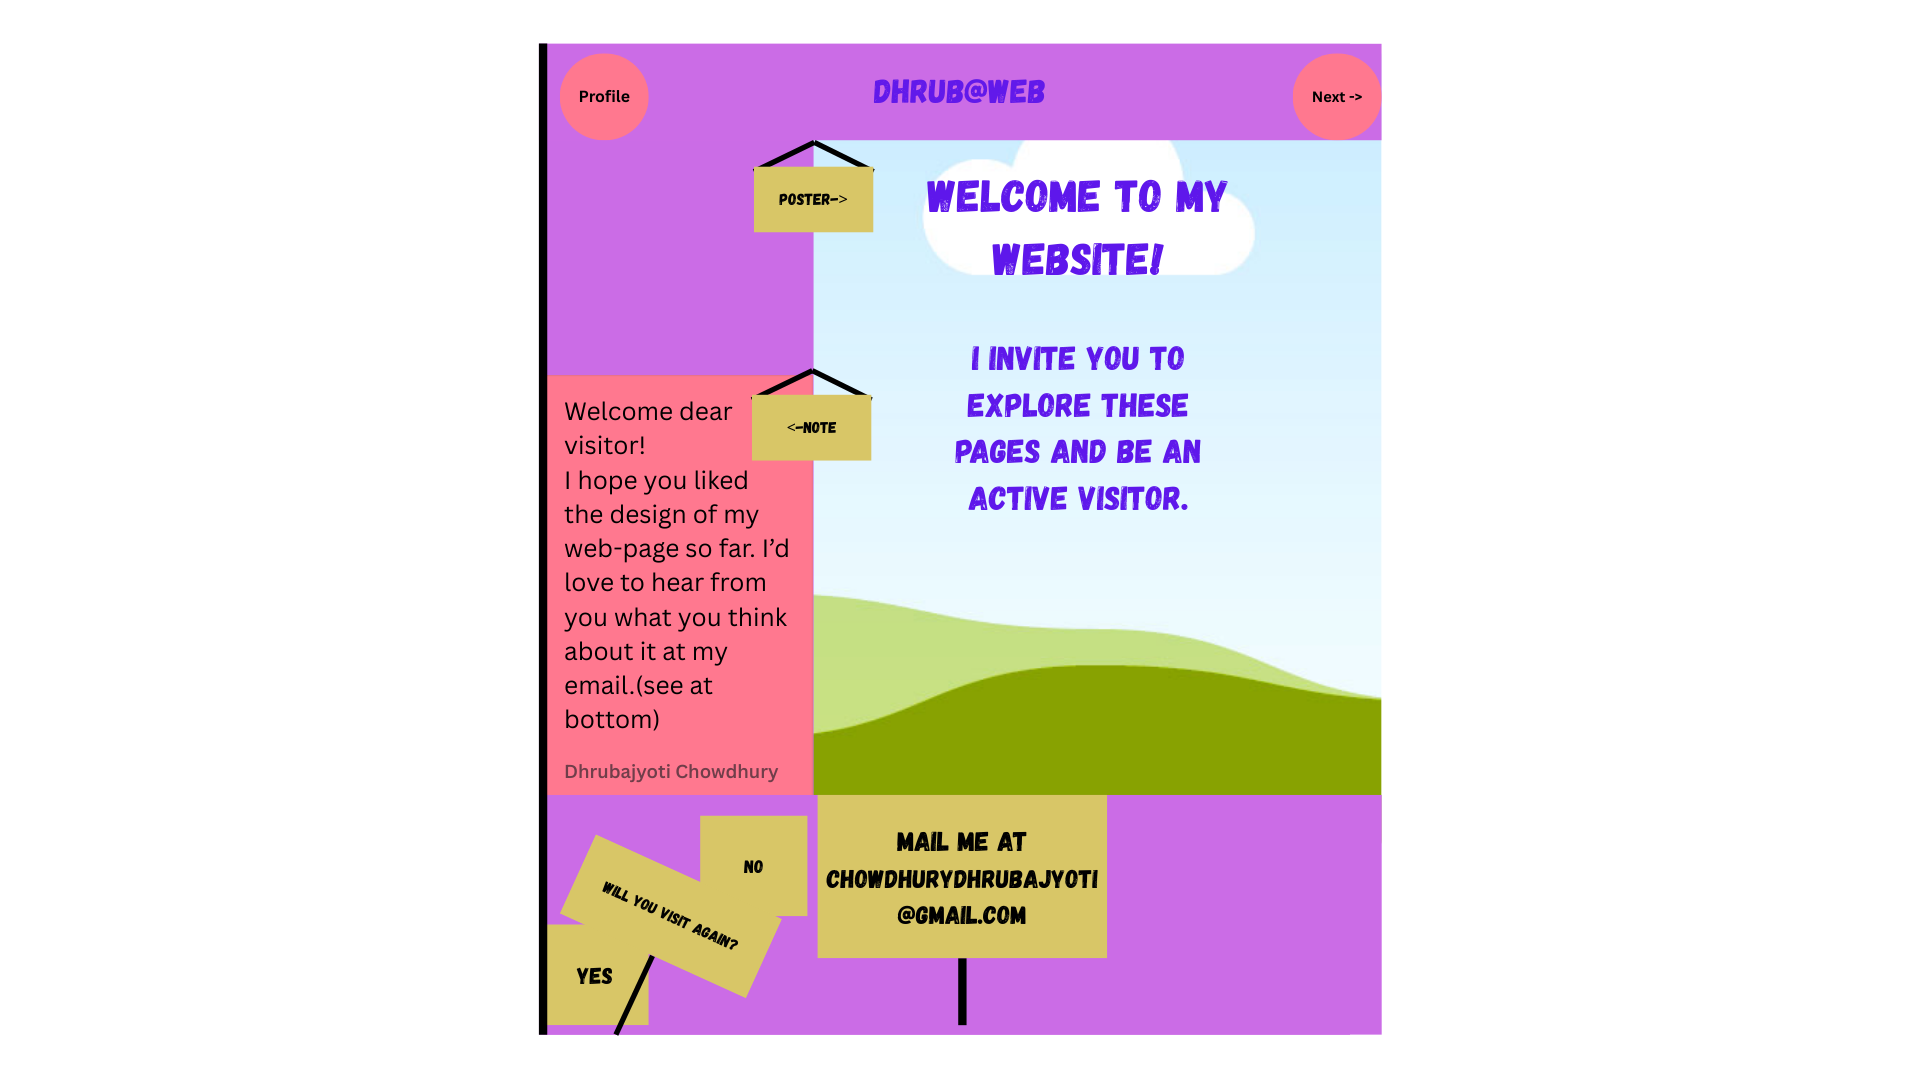 Profile
DHRUB@WEB
Next ->
POSTER->
WELCOME TO MY
WEBSITE!
I INVITE YOU TO
EXPLORE THESE
PAGES AND BE AN
ACTIVE VISITOR.
<-NOTE
Welcome dear
visitor!
I hope you liked
the design of my
web-page so far. I’d
love to hear from
you what you think
about it at my
email.(see at
bottom)
Dhrubajyoti Chowdhury
NO
WILL YOU VISIT AGAIN?
YES
MAIL ME AT
CHOWDHURYDHRUBAJYOTI
@GMAIL.COM